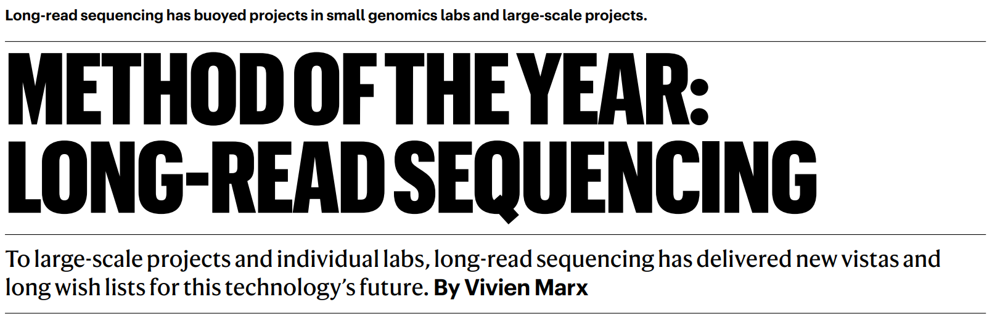 Long-read sequencing has buoyed projects in small genomics labs and large-scale projects.
METHOD OF THE YEAR:
LONG-READ SEQUENCING
To large-scale projects and individual labs, long-read sequencing has delivered new vistas and
long wish lists for this technology’s future. By Vivien Marx